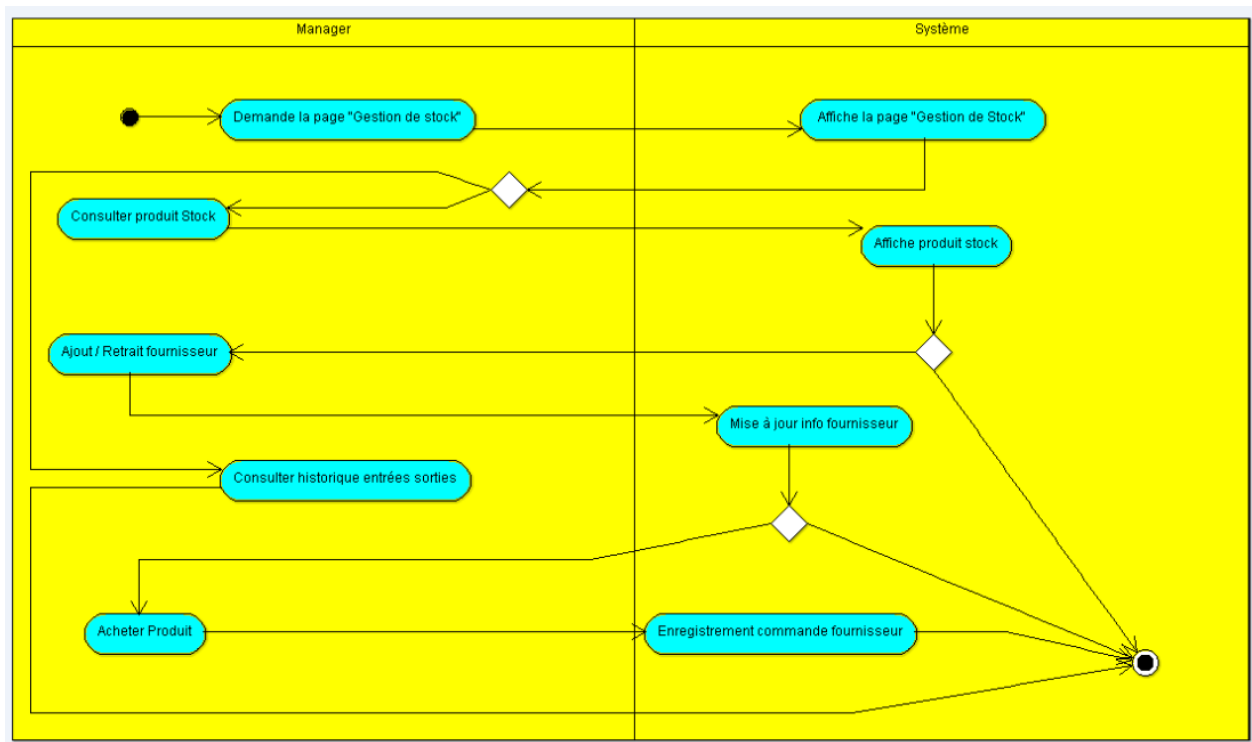 Manager
Système
Demande la page "Gestion de stock"
Affiche la page "Gestion de Stock"
Consulter produit Stock
Affiche produit stock
Ajout / Retrait fournisseur
Mise à jour info fournisseur
Consulter historique entrées sorties
Acheter Produit
Enregistrement commande fournisseur